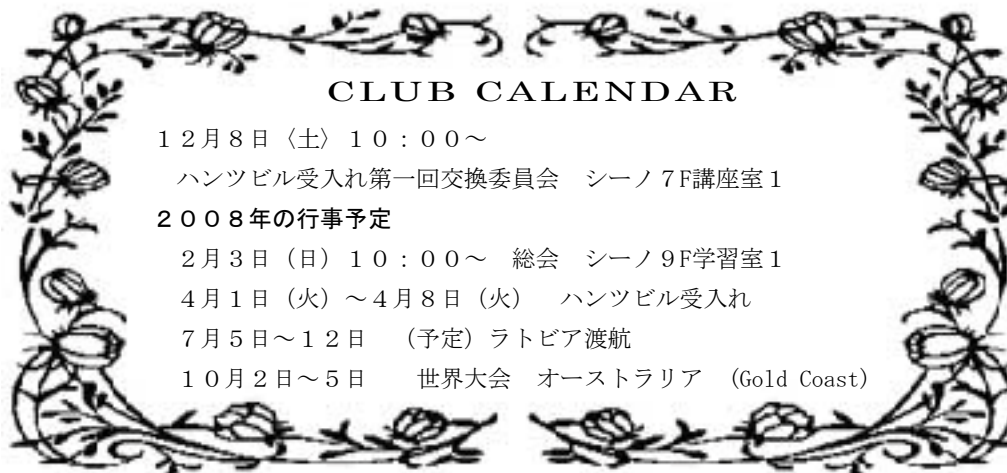 CLUB CALENDAR
12月8日〈土〉10:00～
ハンツビル受入れ第一回交換委員会　シーノ7F講座室1
2008年の行事予定
2月3日(日)10:00～　総会　シーノ9F学習室1
4月1日(火)～4月8日(火)　ハンツビル受入れ
7月5日～12日　(予定)ラトビア渡航
10月2日～5日　世界大会　オーストラリア　(Gold Coast)